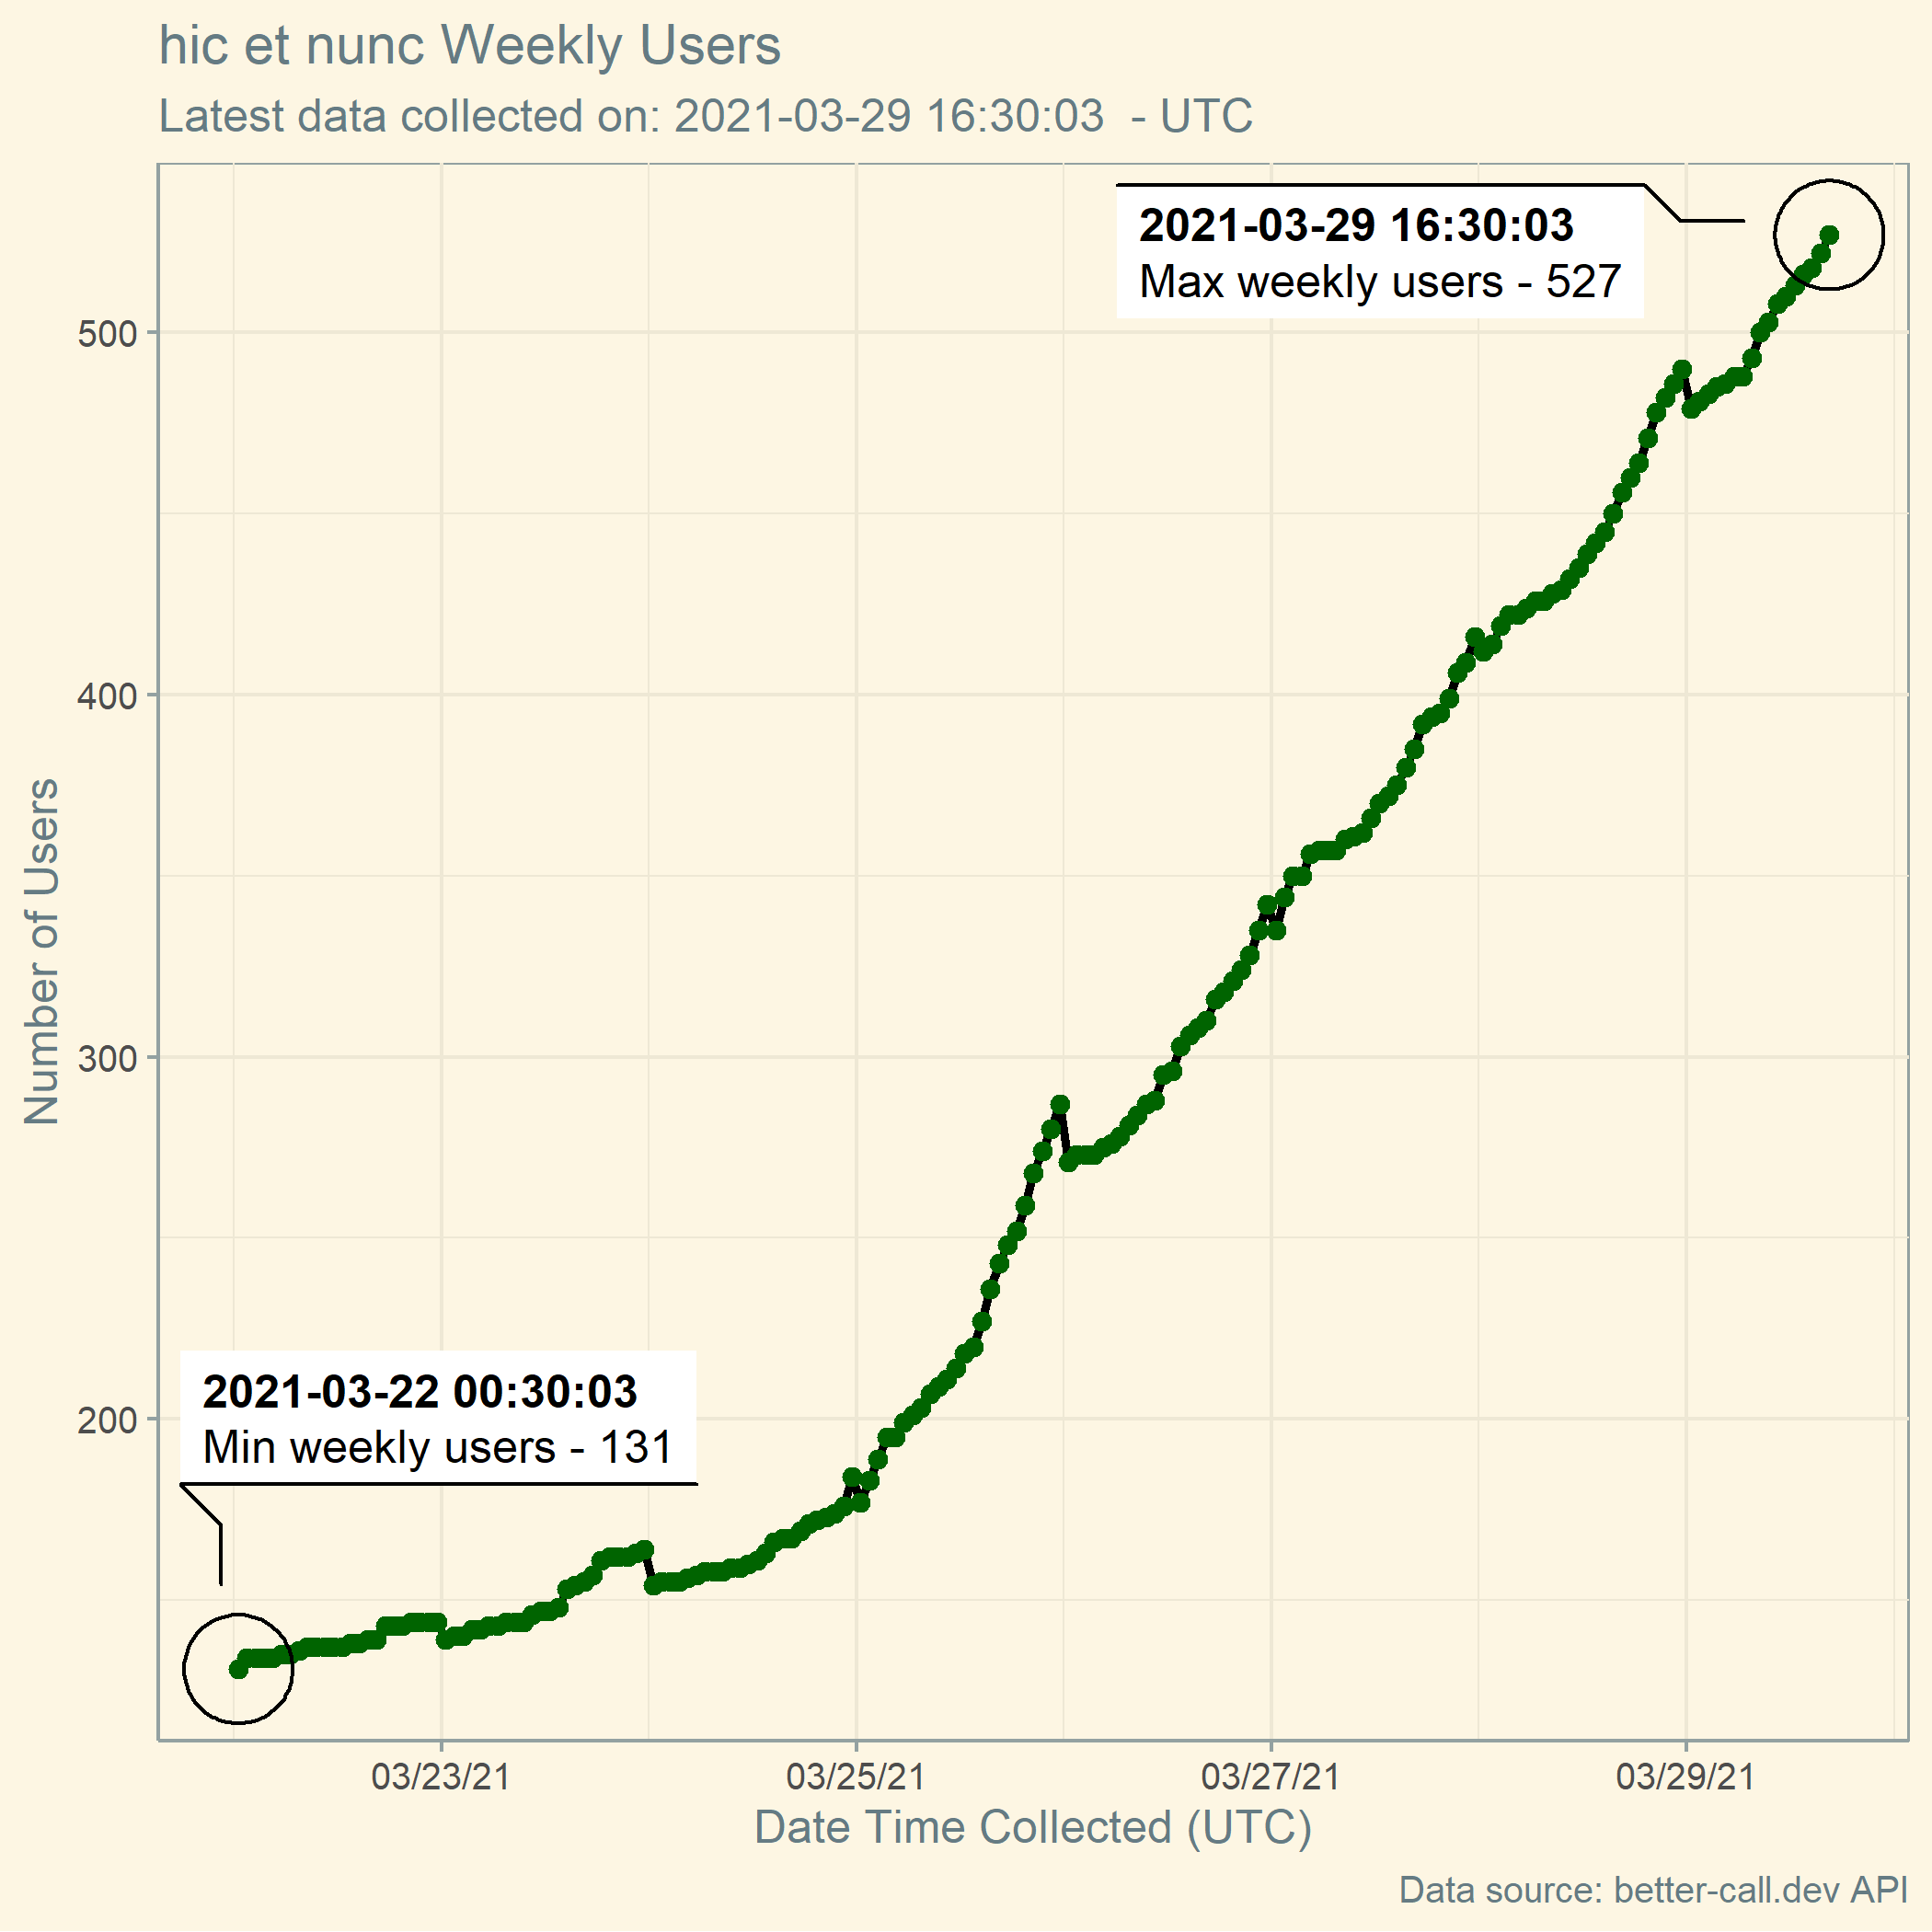 hic et nunc Weekly Users
Latest data collected on: 2021-03-29 16:30:03  - UTC
2021-03-29 16:30:03
Max weekly users - 527
500
400
300
200
Number of Users
2021-03-22 00:30:03
Min weekly users - 131
03/23/21
03/25/21
03/27/21
03/29/21
Date Time Collected (UTC)
Data source: better-call.dev API